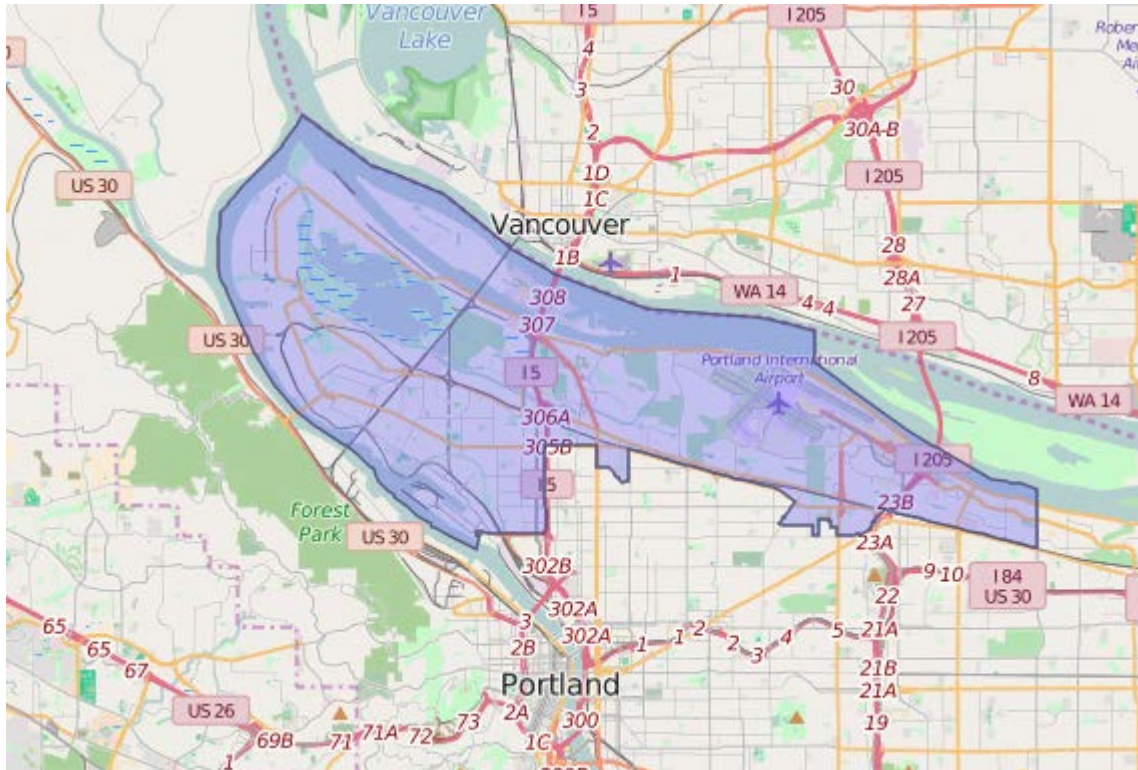 Vancouver
Lake
I 5
I 205
4
3
30
2
30A-B
1D
1C
US 30
I 205
Vancouver
1B
28
28A
1
WA 14
4
4
27
308
307
I 205
US 30
Portland International
Airport
8
I 5
WA 14
306A
305B
I 205
I 5
23B
Forest
Park
US 30
23A
302B
9
10
I 84
US 30
22
302A
3
302A
2B
1
1
2
2
3
4
5
21A
65
65
67
21B
Portland
21A
US 26
73
2A
300
19
69B
71
71A
72
1C
1